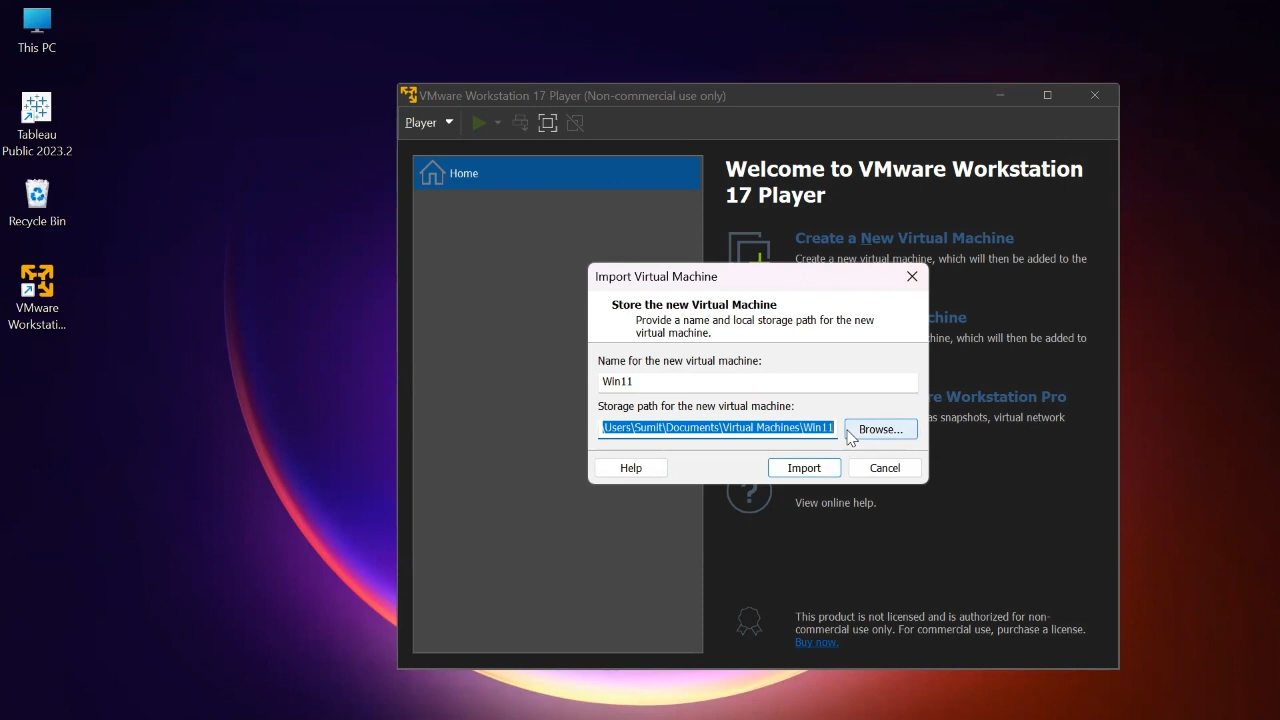 This PC
Tableau
Public 2023.2
Recycle Bin
VMware
Workstati...
VMware Workstation 17 Player (Non-commercial use only)
Player
Home
Welcome to VMware Workstation
17 Player
Create a New Virtual Machine
Create a new virtual machine, which will then be added to the
chine
hine, which will then be added to
re Workstation Pro
as snapshots, virtual network
View online help.
This product is not licensed and is authorized for non-
commercial use only. For commercial use, purchase a license.
Buy now.
Import Virtual Machine
Store the new Virtual Machine
Provide a name and local storage path for the new
virtual machine.
Name for the new virtual machine:
Win11
Storage path for the new virtual machine:
\Users\Sumit\Documents\Virtual Machines\Win11
Browse...
Help
Import
Cancel